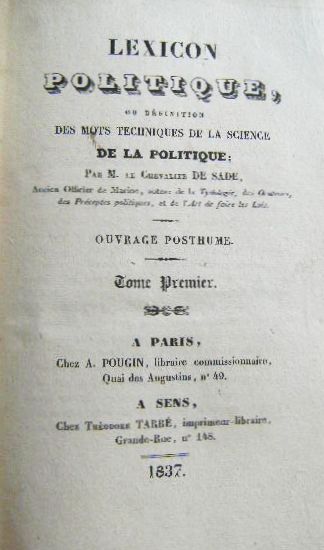 LEXICON
POLITIQUE,
OU DÉFINITION
DES MOTS TECHNIQUES DE LA SCIENCE
DE LA POLITIQUE;
PAR M. LE CHEVALIER DE SADE,
Ancien Officier de Marine, auteur de la Tydologie, des Orateurs,
des Préceptes politiques, et de l'Art de faire les Lois.
OUVRAGE POSTHUME.
Tome Premier.
A PARIS,
Chez A. POUGIN, libraire commissionnaire,
Quai des Augustins, n° 49.
A SENS,
Chez THÉODORE TARBÉ, imprimeur-libraire,
Grande-Rue, n° 148.
1837.